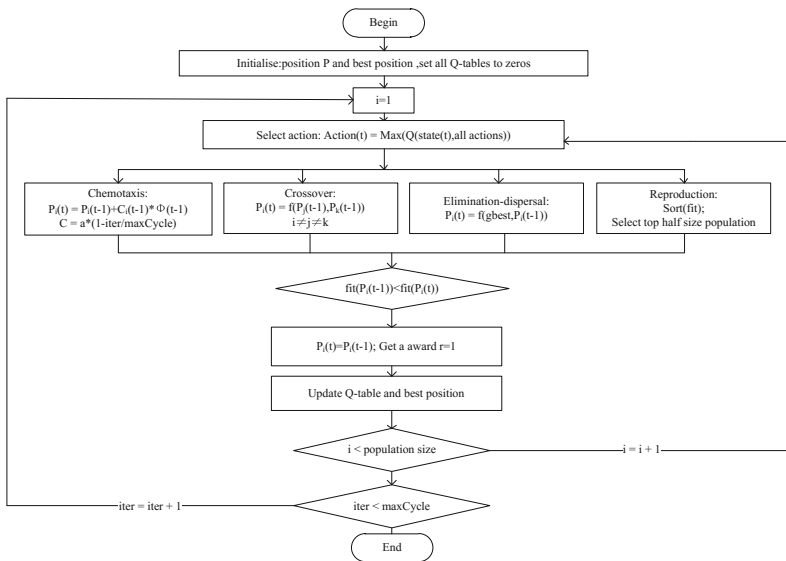 Begin
Initialise:position P and best position ,set all Q-tables to zeros
i=1
Select action: Action(t) = Max(Q(state(t),all actions))
Chemotaxis:
Pᵢ(t) = Pᵢ(t-1)+Cᵢ(t-1)*Φ(t-1)
C = a*(1-iter/maxCycle)
Crossover:
Pᵢ(t) = f(Pⱼ(t-1),Pₖ(t-1))
i≠j≠k
Elimination-dispersal:
Pᵢ(t) = f(gbest,Pᵢ(t-1))
Reproduction:
Sort(fit);
Select top half size population
fit(Pᵢ(t-1))<fit(Pᵢ(t))
Pᵢ(t)=Pᵢ(t-1); Get a award r=1
Update Q-table and best position
i < population size
i = i + 1
iter = iter + 1
iter < maxCycle
End